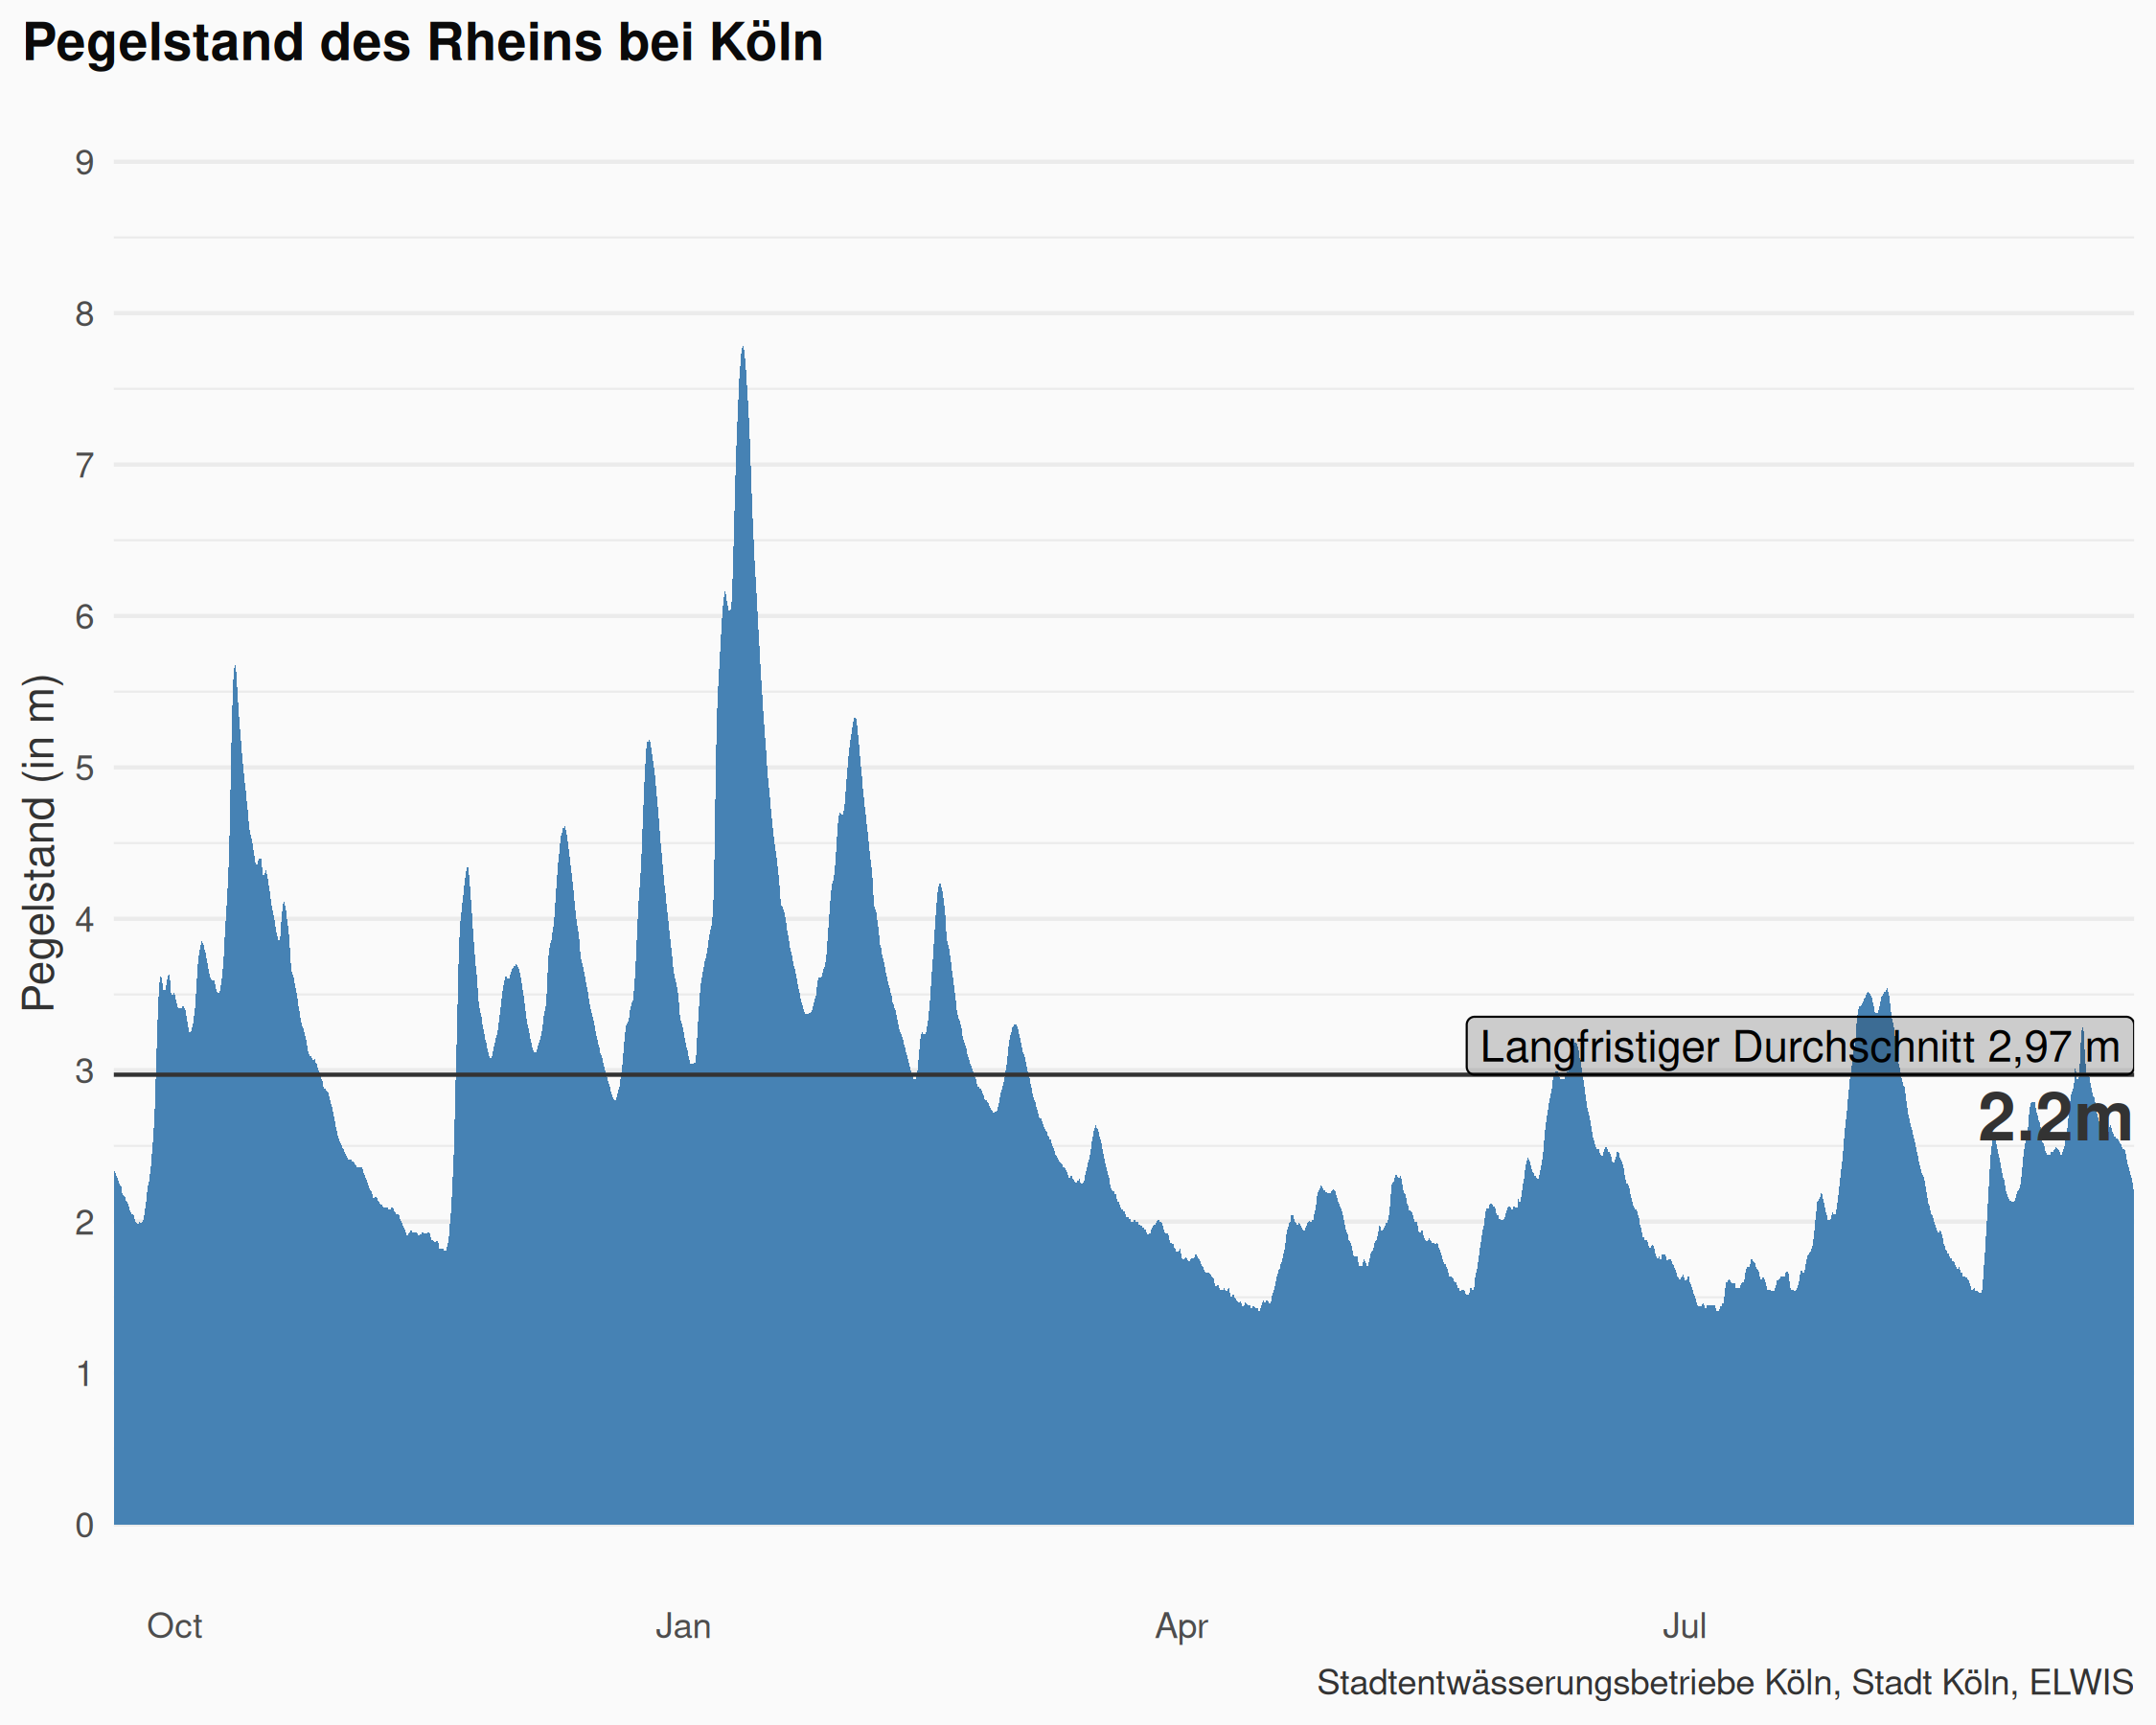 Pegelstand des Rheins bei Köln
Pegelstand (in m)
9
8
7
6
5
4
3
2
1
0
Langfristiger Durchschnitt 2,97 m
2.2m
Oct Jan Apr Jul
Stadtentwässerungsbetriebe Köln, Stadt Köln, ELWIS